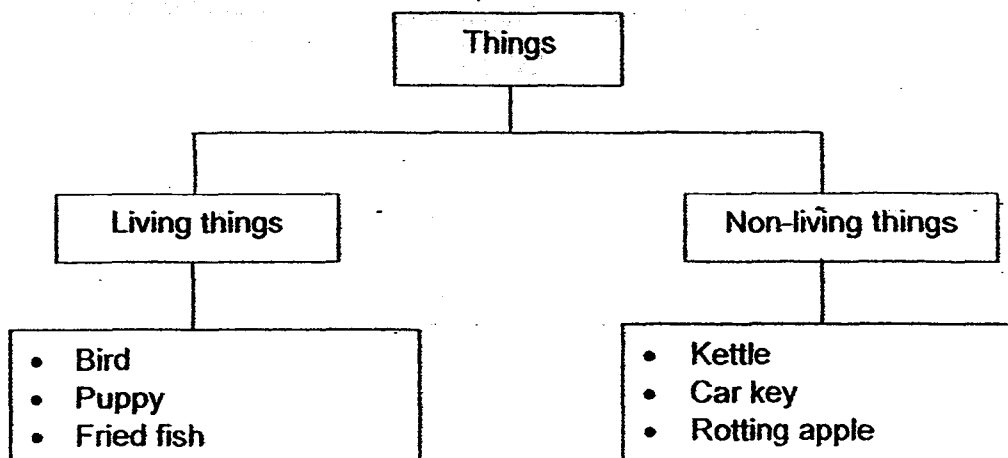 Things
Living things
Non-living things
• Bird
• Puppy
• Fried fish
• Kettle
• Car key
• Rotting apple